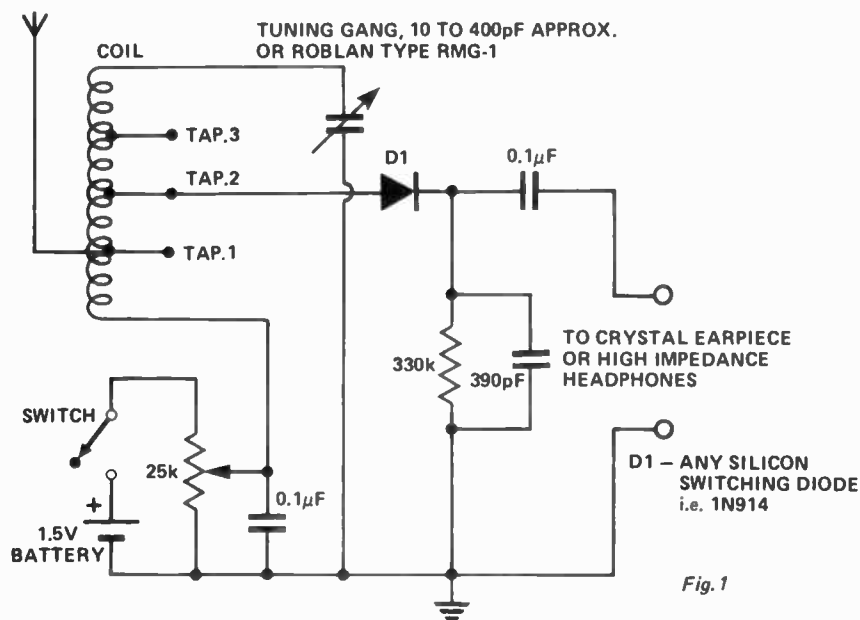 TUNING GANG, 10 TO 400pF APPROX.
OR ROBLAN TYPE RMG-1
COIL
TAP.3
TAP.2
TAP.1
D1
0.1µF
330k
390pF
TO CRYSTAL EARPIECE
OR HIGH IMPEDANCE
HEADPHONES
SWITCH
25k
0.1µF
+
1.5V
BATTERY
D1 – ANY SILICON
SWITCHING DIODE
i.e. 1N914
Fig.1